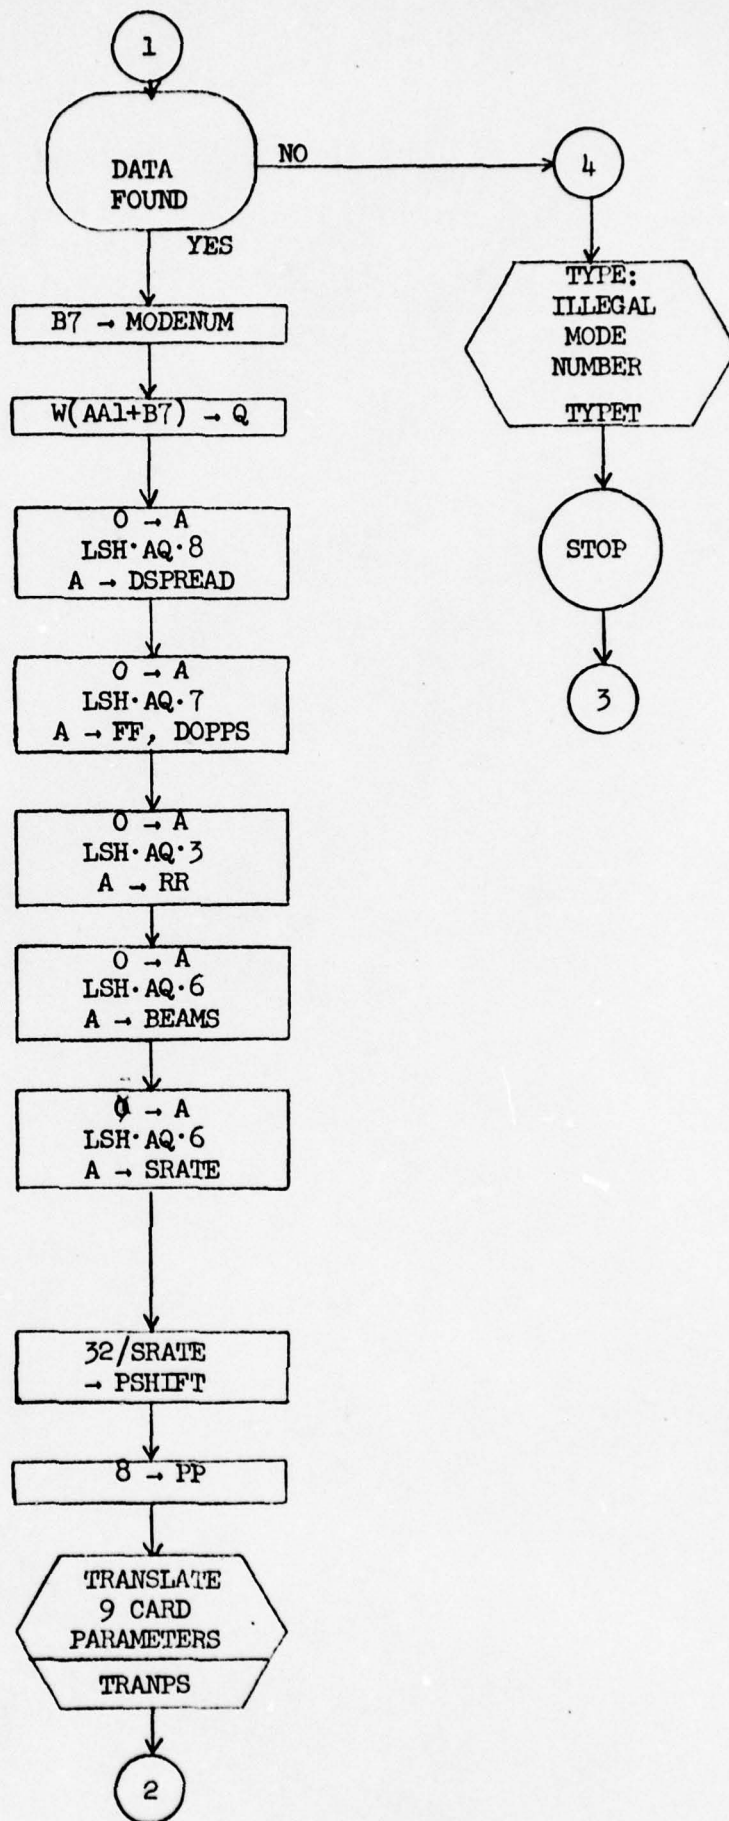 1
DATA
FOUND
NO
YES
4
TYPE:
ILLEGAL
MODE
NUMBER
TYPET
STOP
3
B7 → MODENUM
W(AA1+B7) → Q
0 → A
LSH·AQ·8
A → DSPREAD
0 → A
LSH·AQ·7
A → FF, DOPPS
0 → A
LSH·AQ·3
A → RR
0 → A
LSH·AQ·6
A → BEAMS
0 → A
LSH·AQ·6
A → SRATE
32/SRATE
→ PSHIFT
8 → PP
TRANSLATE
9 CARD
PARAMETERS
TRANPS
2